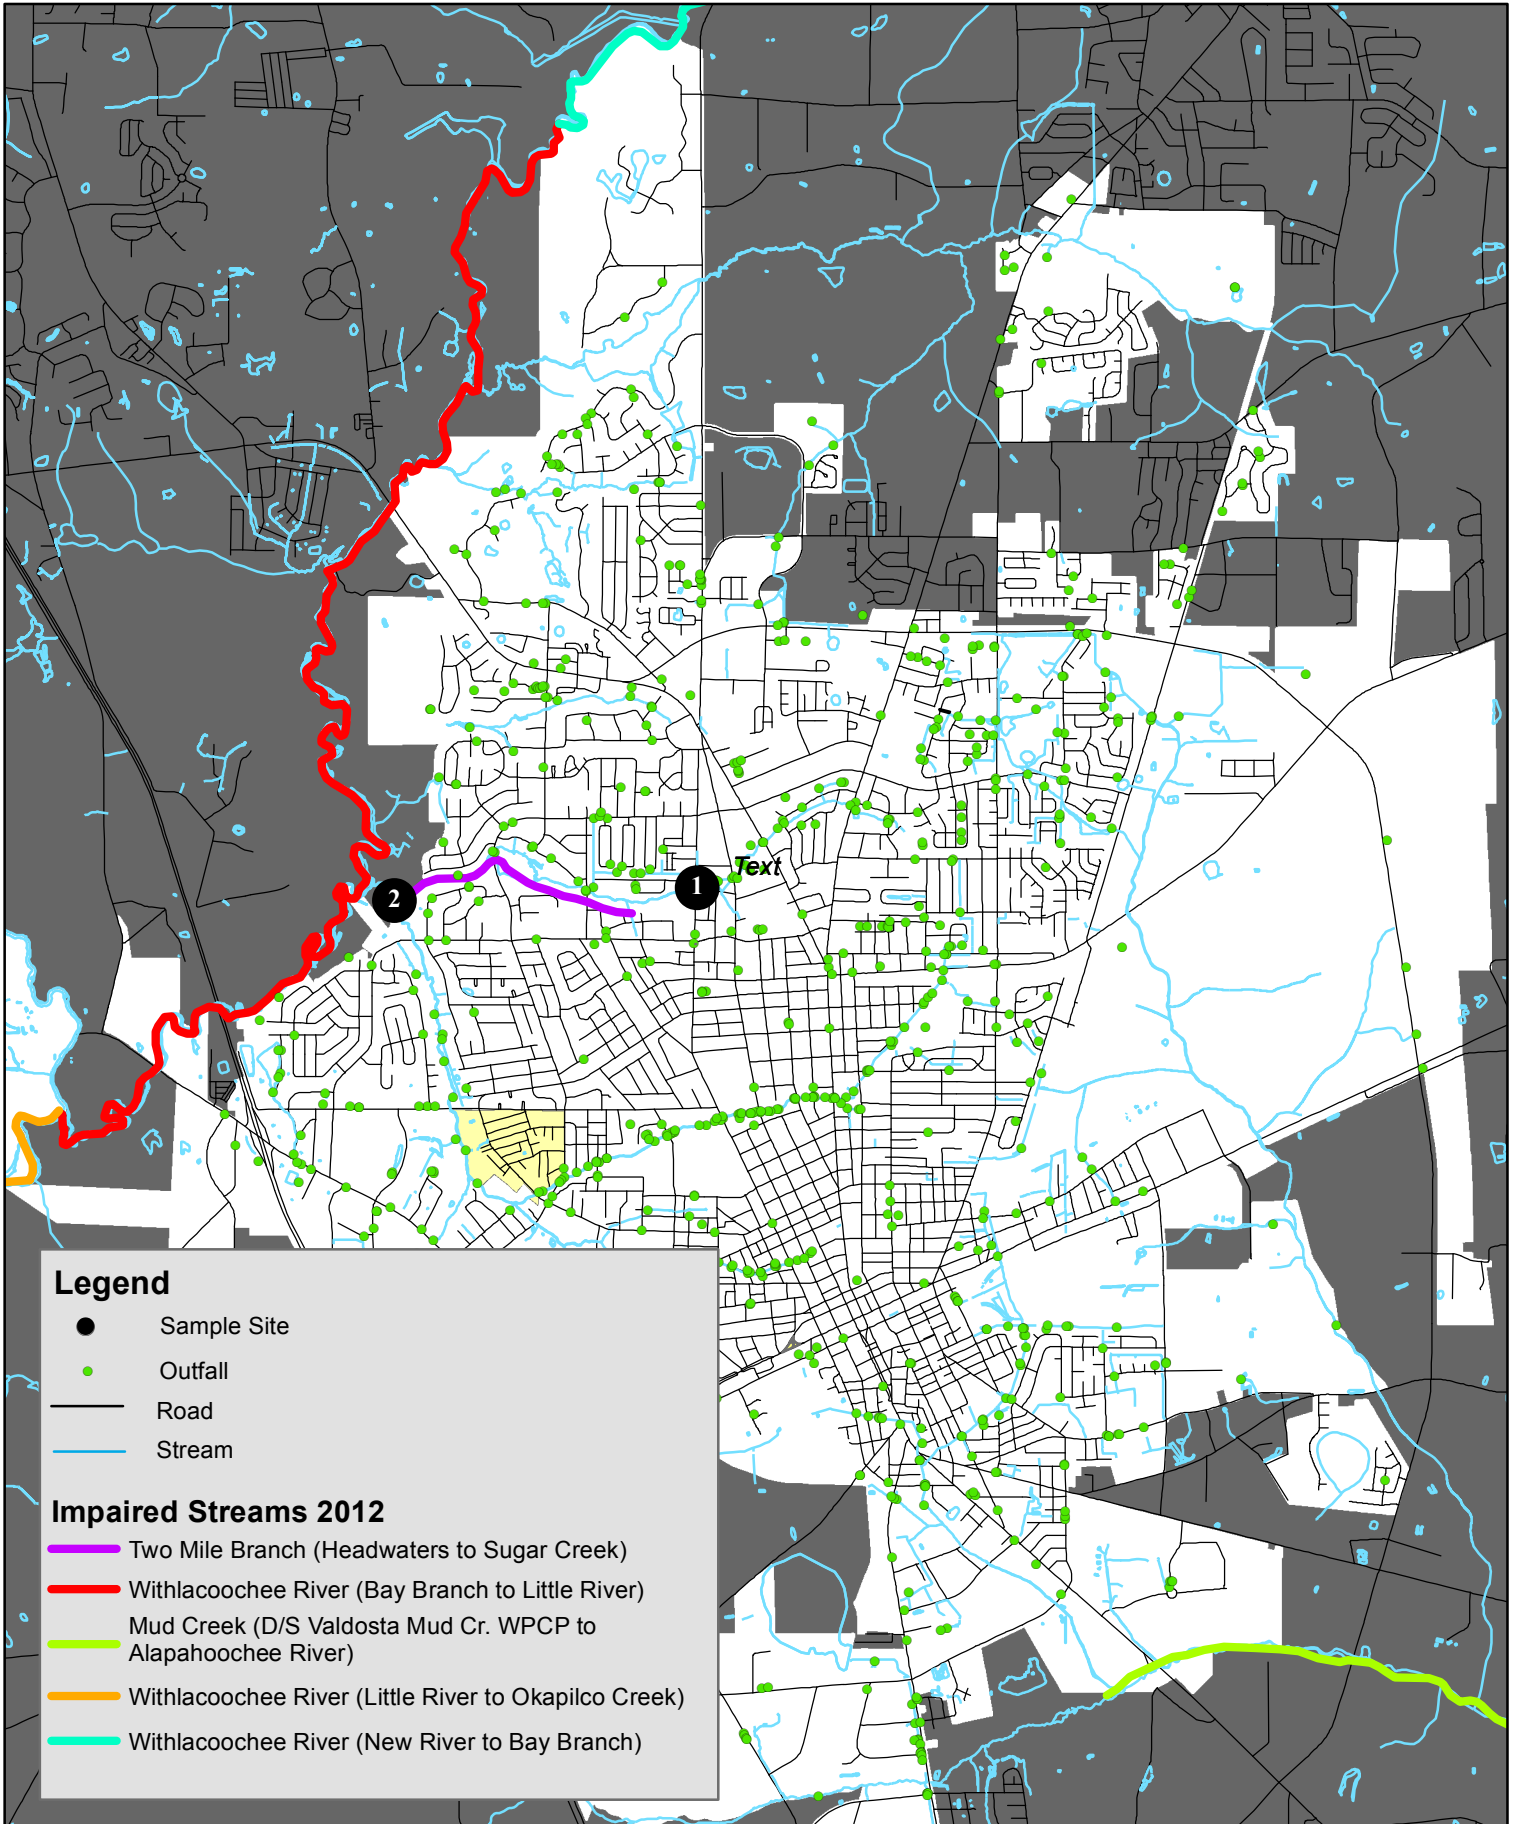 Text
1
2
Legend
Sample Site
Outfall
Road
Stream
Impaired Streams 2012
Two Mile Branch (Headwaters to Sugar Creek)
Withlacoochee River (Bay Branch to Little River)
Mud Creek (D/S Valdosta Mud Cr. WPCP to
Alapahoochee River)
Withlacoochee River (Little River to Okapilco Creek)
Withlacoochee River (New River to Bay Branch)